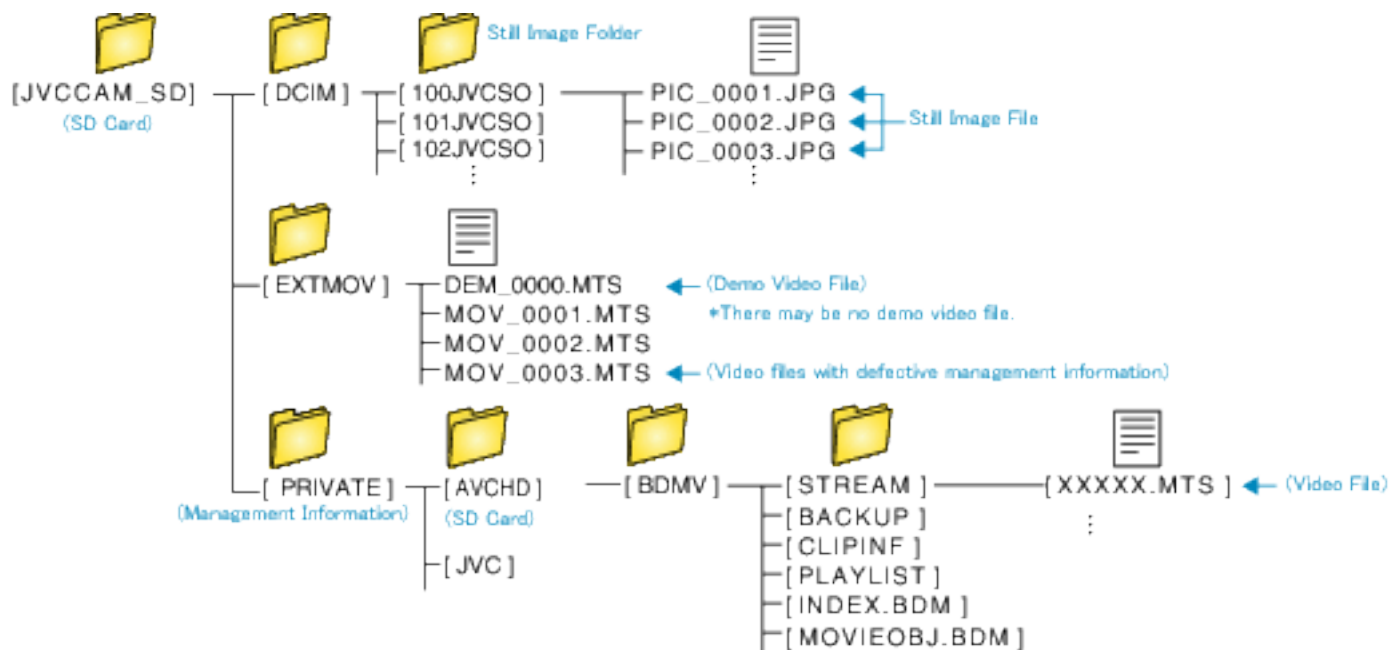 Still Image Folder
[JVCCAM_SD]
(SD Card)
[DCIM]
[100JVCSO]
[101JVCSO]
[102JVCSO]
PIC_0001.JPG
PIC_0002.JPG
PIC_0003.JPG
Still Image File
[EXTMOV]
DEM_0000.MTS
(Demo Video File)
*There may be no demo video file.
MOV_0001.MTS
MOV_0002.MTS
MOV_0003.MTS
(Video files with defective management information)
[PRIVATE]
(Management Information)
[AVCHD]
(SD Card)
[JVC]
[BDMV]
[STREAM]
[BACKUP]
[CLIPINF]
[PLAYLIST]
[INDEX.BDM]
[MOVIEOBJ.BDM]
[XXXXX.MTS]
(Video File)